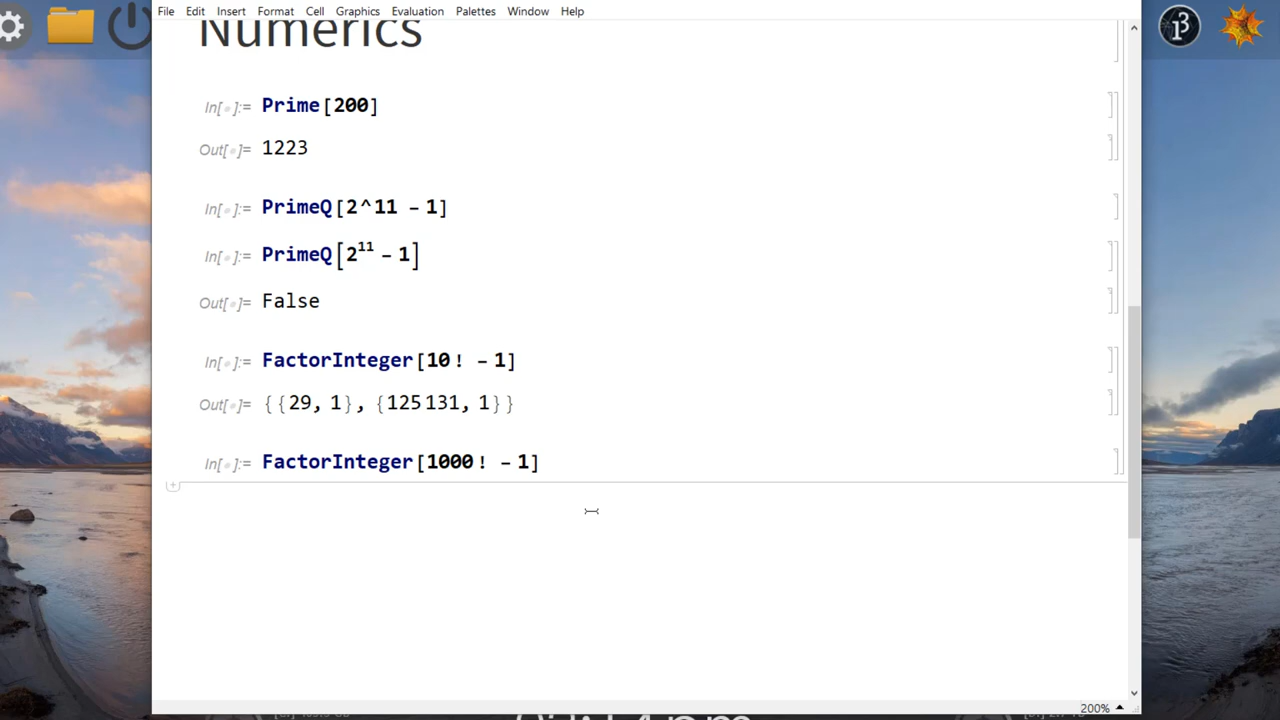 File Edit Insert Format Cell Graphics Evaluation Palettes Window Help
Numerics
In[ ]:= Prime[200]
Out[ ]= 1223
In[ ]:= PrimeQ[2^11 - 1]
In[ ]:= PrimeQ[2¹¹ - 1]
Out[ ]= False
In[ ]:= FactorInteger[10! - 1]
Out[ ]= {{29, 1}, {125131, 1}}
In[ ]:= FactorInteger[1000! - 1]
200%